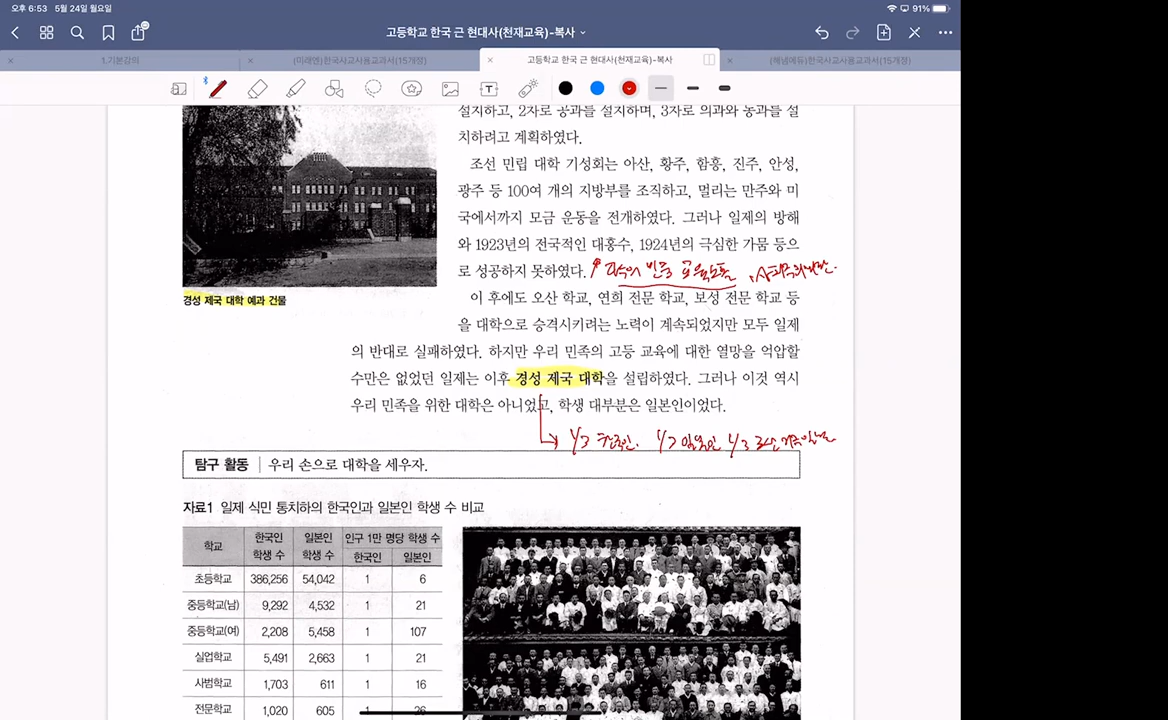 오후 6:53 5월 24일 월요일
91%
고등학교 한국 근 현대사(천재교육)-복사
1.기본강의
(미래엔)한국사교사용교과서(15개정)
고등학교 한국 근 현대사(천재교육)-복사
(해냄에듀)한국사교사용교과서(15개정)
설치하고, 2차로 공과를 설치하며, 3차로 의과와 농과를 설
치하려고 계획하였다.
조선 민립 대학 기성회는 아산, 황주, 함흥, 진주, 안성,
광주 등 100여 개의 지방부를 조직하고, 멀리는 만주와 미
국에서까지 모금 운동을 전개하였다. 그러나 일제의 방해
와 1923년의 전국적인 대홍수, 1924년의 극심한 가뭄 등으
로 성공하지 못하였다.
경성 제국 대학 예과 건물
이 후에도 오산 학교, 연희 전문 학교, 보성 전문 학교 등
을 대학으로 승격시키려는 노력이 계속되었지만 모두 일제
의 반대로 실패하였다. 하지만 우리 민족의 고등 교육에 대한 열망을 억압할
수만은 없었던 일제는 이후 경성 제국 대학을 설립하였다. 그러나 이것 역시
우리 민족을 위한 대학은 아니었고, 학생 대부분은 일본인이었다.
1/3 한국인. 1/3 일본인 1/3
탐구 활동 우리 손으로 대학을 세우자.
자료1 일제 식민 통치하의 한국인과 일본인 학생 수 비교
학교 한국인 학생 수 일본인 학생 수 인구 1만 명당 학생 수
한국인 일본인
초등학교 386,256 54,042 1 6
중등학교(남) 9,292 4,532 1 21
중등학교(여) 2,208 5,458 1 107
실업학교 5,491 2,663 1 21
사범학교 1,703 611 1 16
전문학교 1,020 605 1 26